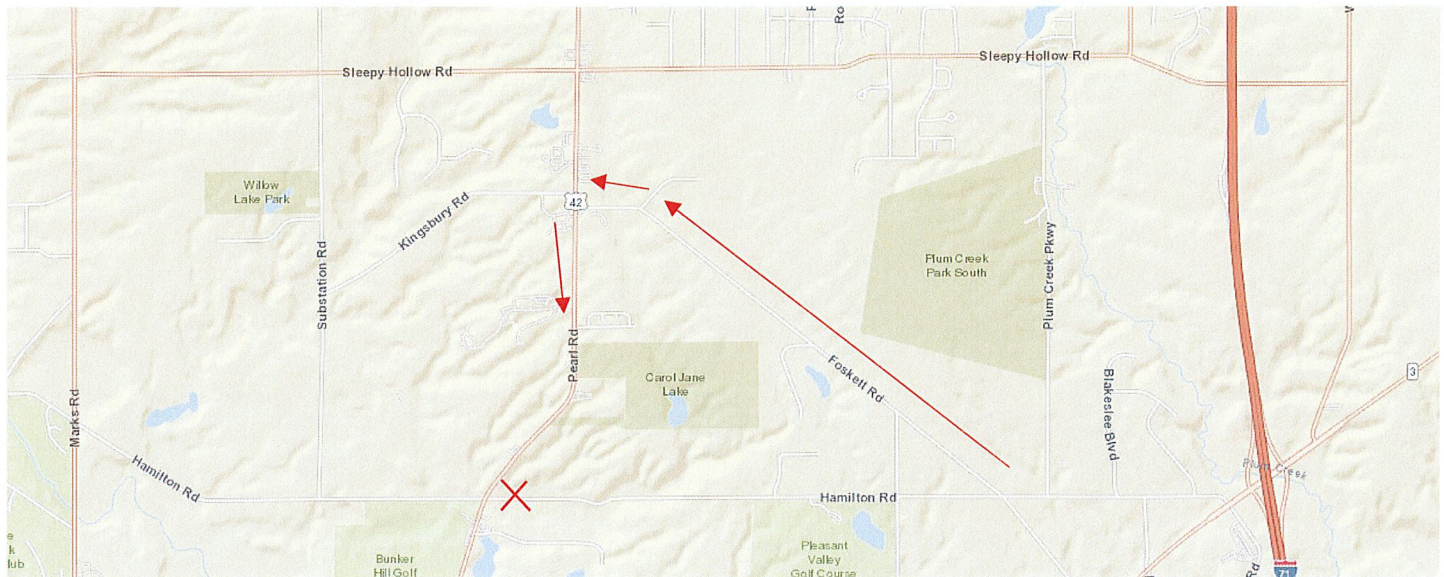 Sleepy Hollow Rd
Sleepy Hollow Rd
Willow
Lake Park
42
Kingsbury Rd
Substation Rd
Plum Creek
Park South
Plum Creek Pkwy
Pearl Rd
Carol Jane
Lake
Foskett Rd
Blakeslee Blvd
3
Marks Rd
Hamilton Rd
Hamilton Rd
Plum Creek
Bunker
Hill Golf
Pleasant
Valley
Golf Course
Rd
71